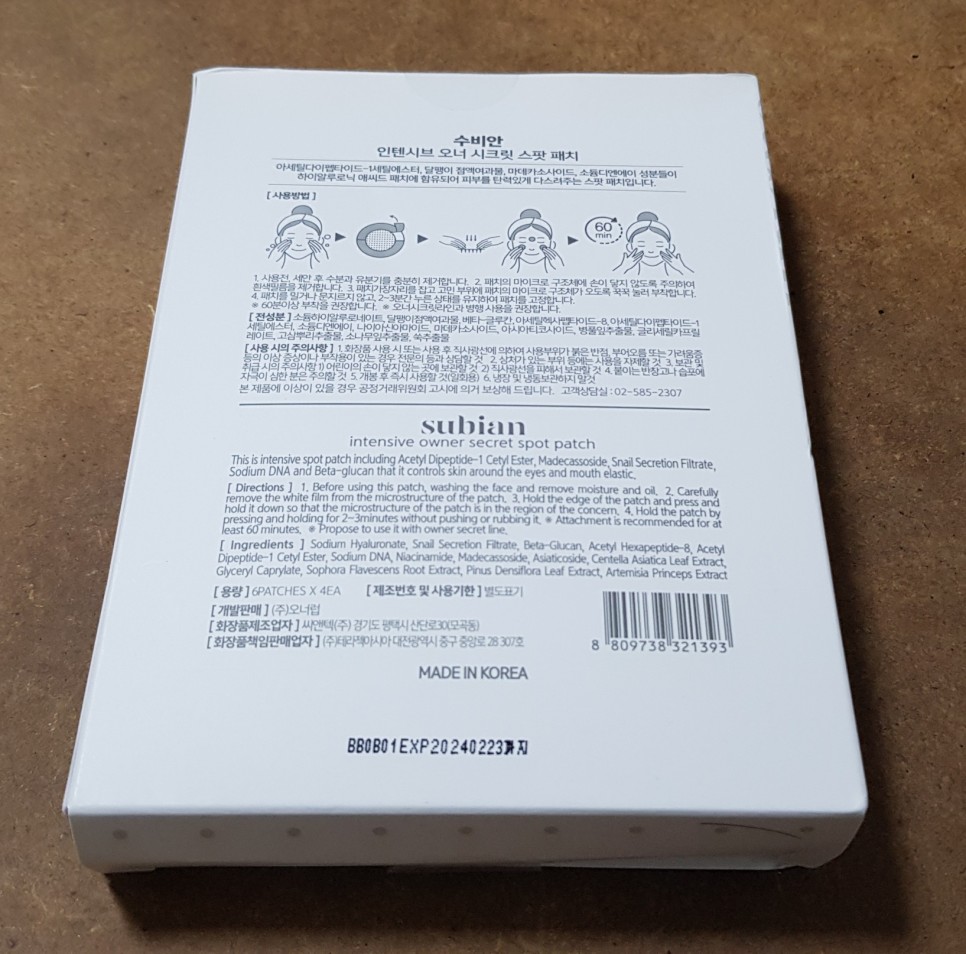 수비안
인텐시브 오너 시크릿 스팟 패치
아세틸다이펩타이드-1세틸에스터, 달팽이 점액여과물, 마데카소사이드, 소듐디엔에이 성분들이
하이알루로닉 애씨드 패치에 함유되어 피부를 탄력있게 다스려주는 스팟 패치입니다.
[ 사용방법 ]
60
min
1. 사용전, 세안 후 수분과 유분기를 충분히 제거합니다. 2. 패치의 마이크로 구조체에 손이 닿지 않도록 주의하여
흰색필름을 제거합니다. 3. 패치가장자리를 잡고 고민 부위에 패치의 마이크로 구조체가 오도록 꾹꾹 눌러 부착합니다.
4. 패치를 밀거나 문지르지 않고, 2~3분간 누른 상태를 유지하여 패치를 고정합니다.
※ 60분이상 부착을 권장합니다. ※ 오너시크릿라인과 병행 사용을 권장합니다.
[ 전성분 ] 소듐하이알루로네이트, 달팽이점액여과물, 베타-글루칸, 아세틸헥사펩타이드-8, 아세틸다이펩타이드-1
세틸에스터, 소듐디엔에이, 나이아신아마이드, 마데카소사이드, 아시아티코사이드, 병풀잎추출물, 글리세릴카프릴
레이트, 고삼뿌리추출물, 소나무잎추출물, 쑥추출물
[ 사용 시의 주의사항 ] 1. 화장품 사용 시 또는 사용 후 직사광선에 의하여 사용부위가 붉은 반점, 부어오름 또는 가려움증
등의 이상 증상이나 부작용이 있는 경우 전문의 등과 상담할 것 2. 상처가 있는 부위 등에는 사용을 자제할 것 3. 보관 및
취급 시의 주의사항 1) 어린이의 손이 닿지 않는 곳에 보관할 것 2) 직사광선을 피해서 보관할 것 4. 붙이는 반창고나 습포에
자극이 심한 분은 주의할 것 5. 개봉 후 즉시 사용할 것(일회용) 6. 냉장 및 냉동보관하지 말것
본 제품에 이상이 있을 경우 공정거래위원회 고시에 의거 보상해 드립니다. 고객상담실 : 02-585-2307
subian
intensive owner secret spot patch
This is intensive spot patch including Acetyl Dipeptide-1 Cetyl Ester, Madecassoside, Snail Secretion Filtrate,
Sodium DNA and Beta-glucan that it controls skin around the eyes and mouth elastic.
[ Directions ] 1. Before using this patch, washing the face and remove moisture and oil. 2. Carefully
remove the white film from the microstructure of the patch. 3. Hold the edge of the patch and press and
hold it down so that the microstructure of the patch is in the region of the concern. 4. Hold the patch by
pressing and holding for 2~3minutes without pushing or rubbing it. ※ Attachment is recommended for at
least 60 minutes. ※ Propose to use it with owner secret line.
[ Ingredients ] Sodium Hyaluronate, Snail Secretion Filtrate, Beta-Glucan, Acetyl Hexapeptide-8, Acetyl
Dipeptide-1 Cetyl Ester, Sodium DNA, Niacinamide, Madecassoside, Asiaticoside, Centella Asiatica Leaf Extract,
Glyceryl Caprylate, Sophora Flavescens Root Extract, Pinus Densiflora Leaf Extract, Artemisia Princeps Extract
[ 용량 ] 6PATCHES X 4EA [ 제조번호 및 사용기한 ] 별도표기
[ 개발판매 ] (주)오너럽
[ 화장품제조업자 ] 싸앤텍(주) 경기도 평택시 산단로30(모곡동)
[ 화장품책임판매업자 ] (주)테라젝아시아 대전광역시 중구 중앙로 28 307호
8 809738 321393
MADE IN KOREA
BB0B01EXP20240223까지